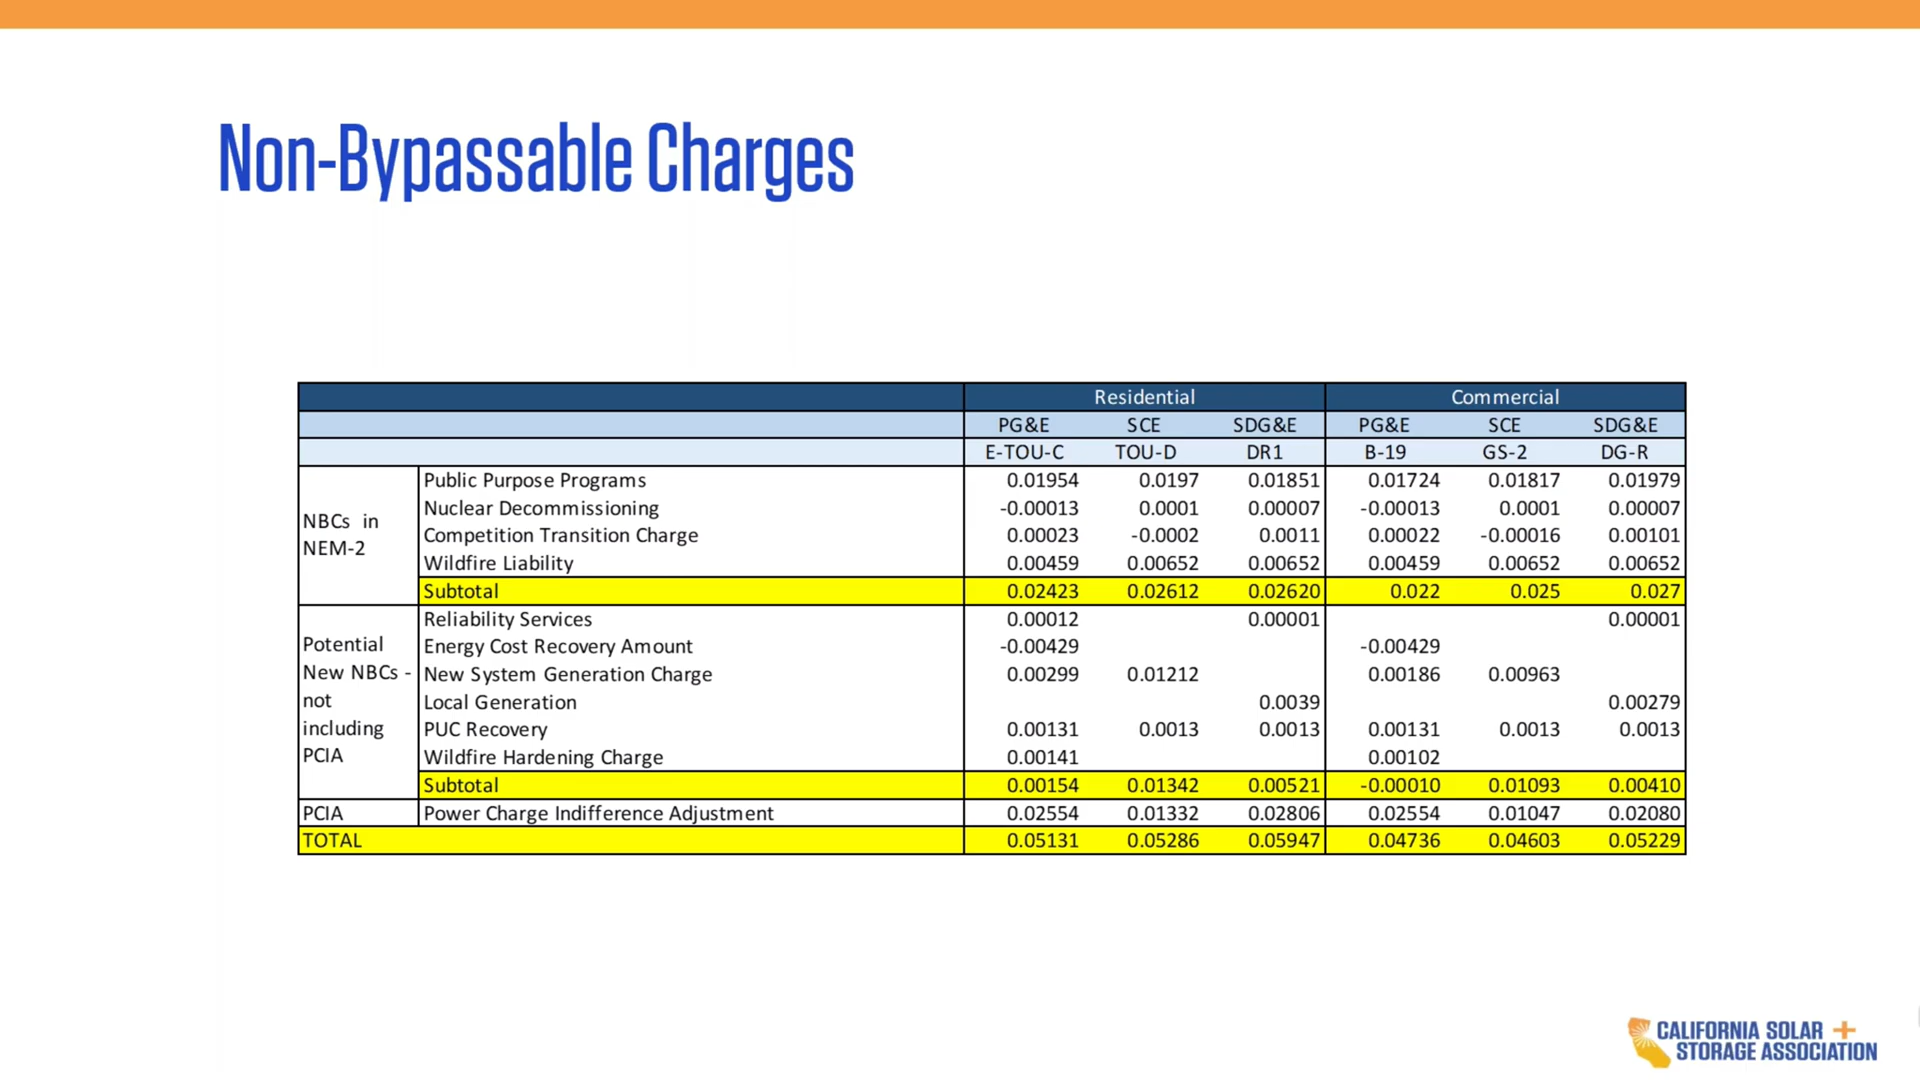 Non-Bypassable Charges
Residential Commercial
PG&E SCE SDG&E PG&E SCE SDG&E
E-TOU-C TOU-D DR1 B-19 GS-2 DG-R
NBCs in
NEM-2
Public Purpose Programs 0.01954 0.0197 0.01851 0.01724 0.01817 0.01979
Nuclear Decommissioning -0.00013 0.0001 0.00007 -0.00013 0.0001 0.00007
Competition Transition Charge 0.00023 -0.0002 0.0011 0.00022 -0.00016 0.00101
Wildfire Liability 0.00459 0.00652 0.00652 0.00459 0.00652 0.00652
Subtotal 0.02423 0.02612 0.02620 0.022 0.025 0.027
Potential
New NBCs -
not
including
PCIA
Reliability Services 0.00012 0.00001 0.00001
Energy Cost Recovery Amount -0.00429 -0.00429
New System Generation Charge 0.00299 0.01212 0.00186 0.00963
Local Generation 0.0039 0.00279
PUC Recovery 0.00131 0.0013 0.0013 0.00131 0.0013 0.0013
Wildfire Hardening Charge 0.00141 0.00102
Subtotal 0.00154 0.01342 0.00521 -0.00010 0.01093 0.00410
PCIA Power Charge Indifference Adjustment 0.02554 0.01332 0.02806 0.02554 0.01047 0.02080
TOTAL 0.05131 0.05286 0.05947 0.04736 0.04603 0.05229
CALIFORNIA SOLAR +
STORAGE ASSOCIATION